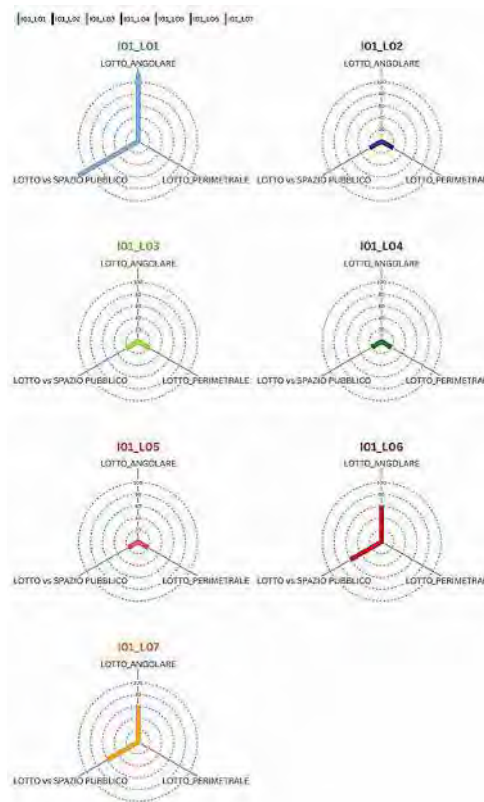 I01_L01 I01_L02 I01_L03 I01_L04 I01_L05 I01_L06 I01_L07
I01_L01
LOTTO_ANGOLARE
LOTTO vs SPAZIO PUBBLICO
LOTTO_PERIMETRALE
I01_L02
LOTTO_ANGOLARE
LOTTO vs SPAZIO PUBBLICO
LOTTO_PERIMETRALE
I01_L03
LOTTO_ANGOLARE
LOTTO vs SPAZIO PUBBLICO
LOTTO_PERIMETRALE
I01_L04
LOTTO_ANGOLARE
LOTTO vs SPAZIO PUBBLICO
LOTTO_PERIMETRALE
I01_L05
LOTTO_ANGOLARE
LOTTO vs SPAZIO PUBBLICO
LOTTO_PERIMETRALE
I01_L06
LOTTO_ANGOLARE
LOTTO vs SPAZIO PUBBLICO
LOTTO_PERIMETRALE
I01_L07
LOTTO_ANGOLARE
LOTTO vs SPAZIO PUBBLICO
LOTTO_PERIMETRALE